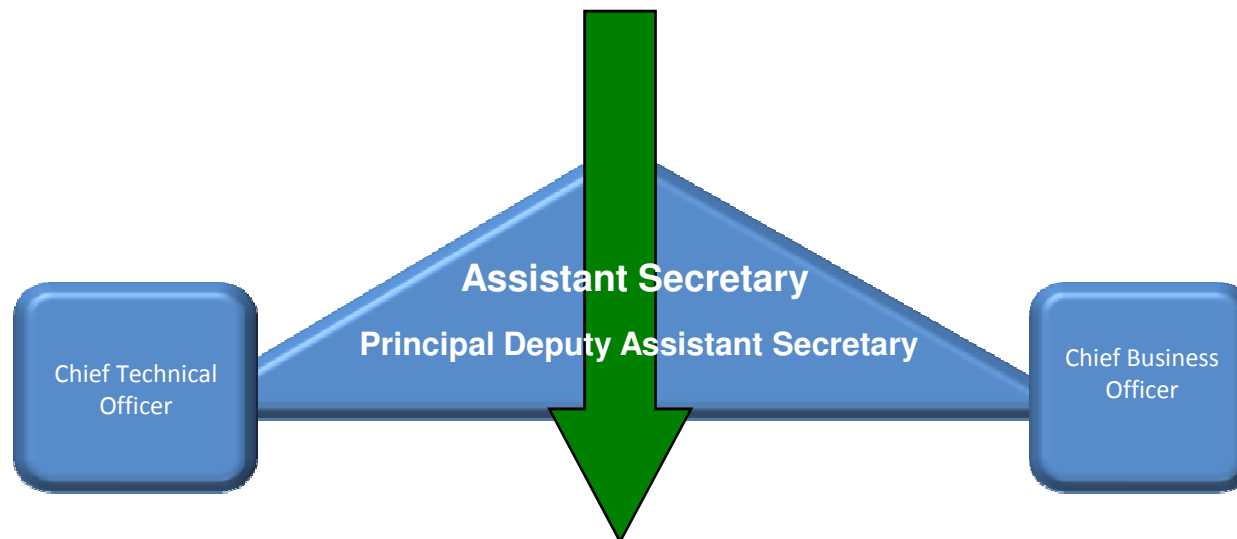 Assistant Secretary
Principal Deputy Assistant Secretary
Chief Technical
Officer
Chief Business
Officer